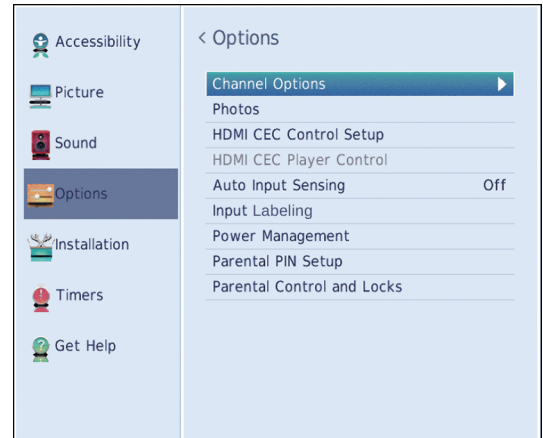 Accessibility
Picture
Sound
Options
Installation
Timers
Get Help
< Options
Channel Options
Photos
HDMI CEC Control Setup
HDMI CEC Player Control
Auto Input Sensing Off
Input Labeling
Power Management
Parental PIN Setup
Parental Control and Locks